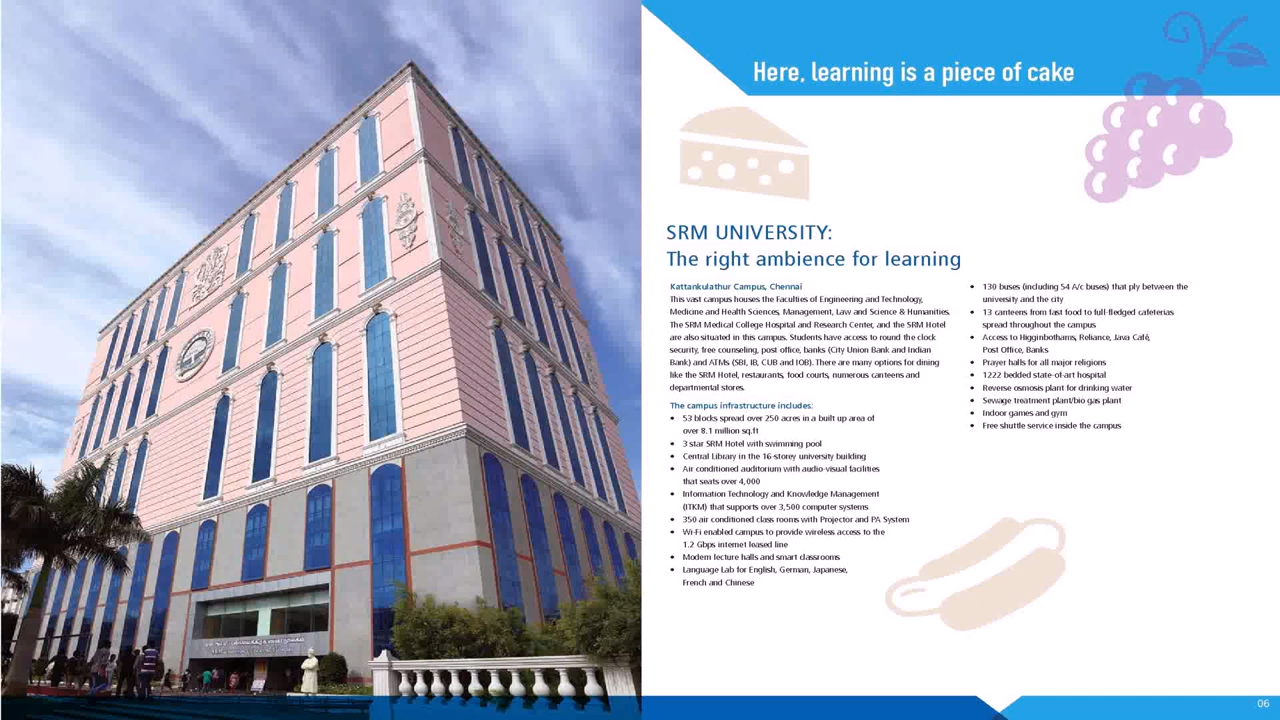 Here, learning is a piece of cake
SRM UNIVERSITY:
The right ambience for learning
Kattankulathur Campus, Chennai
This vast campus houses the Faculties of Engineering and Technology,
Medicine and Health Sciences, Management, Law and Science & Humanities.
The SRM Medical College Hospital and Research Center, and the SRM Hotel
are also situated in this campus. Students have access to round the clock
security, free counseling, post office, banks (City Union Bank and Indian
Bank) and ATMs (SBI, IB, CUB and IOB). There are many options for dining
like the SRM Hotel, restaurants, food courts, numerous canteens and
departmental stores.
The campus infrastructure includes:
• 53 blocks spread over 250 acres in a built up area of
over 8.1 million sq.ft
• 3 star SRM Hotel with swimming pool
• Central Library in the 16-storey university building
• Air conditioned auditorium with audio-visual facilities
that seats over 4,000
• Information Technology and Knowledge Management
(ITKM) that supports over 3,500 computer systems
• 350 air conditioned class rooms with Projector and PA System
• Wi-Fi enabled campus to provide wireless access to the
1.2 Gbps internet leased line
• Modern lecture halls and smart classrooms
• Language Lab for English, German, Japanese,
French and Chinese
• 130 buses (including 54 A/c buses) that ply between the
university and the city
• 13 canteens from fast food to full-fledged cafeterias
spread throughout the campus
• Access to Higginbothams, Reliance, Java Café,
Post Office, Banks
• Prayer halls for all major religions
• 1222 bedded state-of-art hospital
• Reverse osmosis plant for drinking water
• Sewage treatment plant/bio gas plant
• Indoor games and gym
• Free shuttle service inside the campus
06